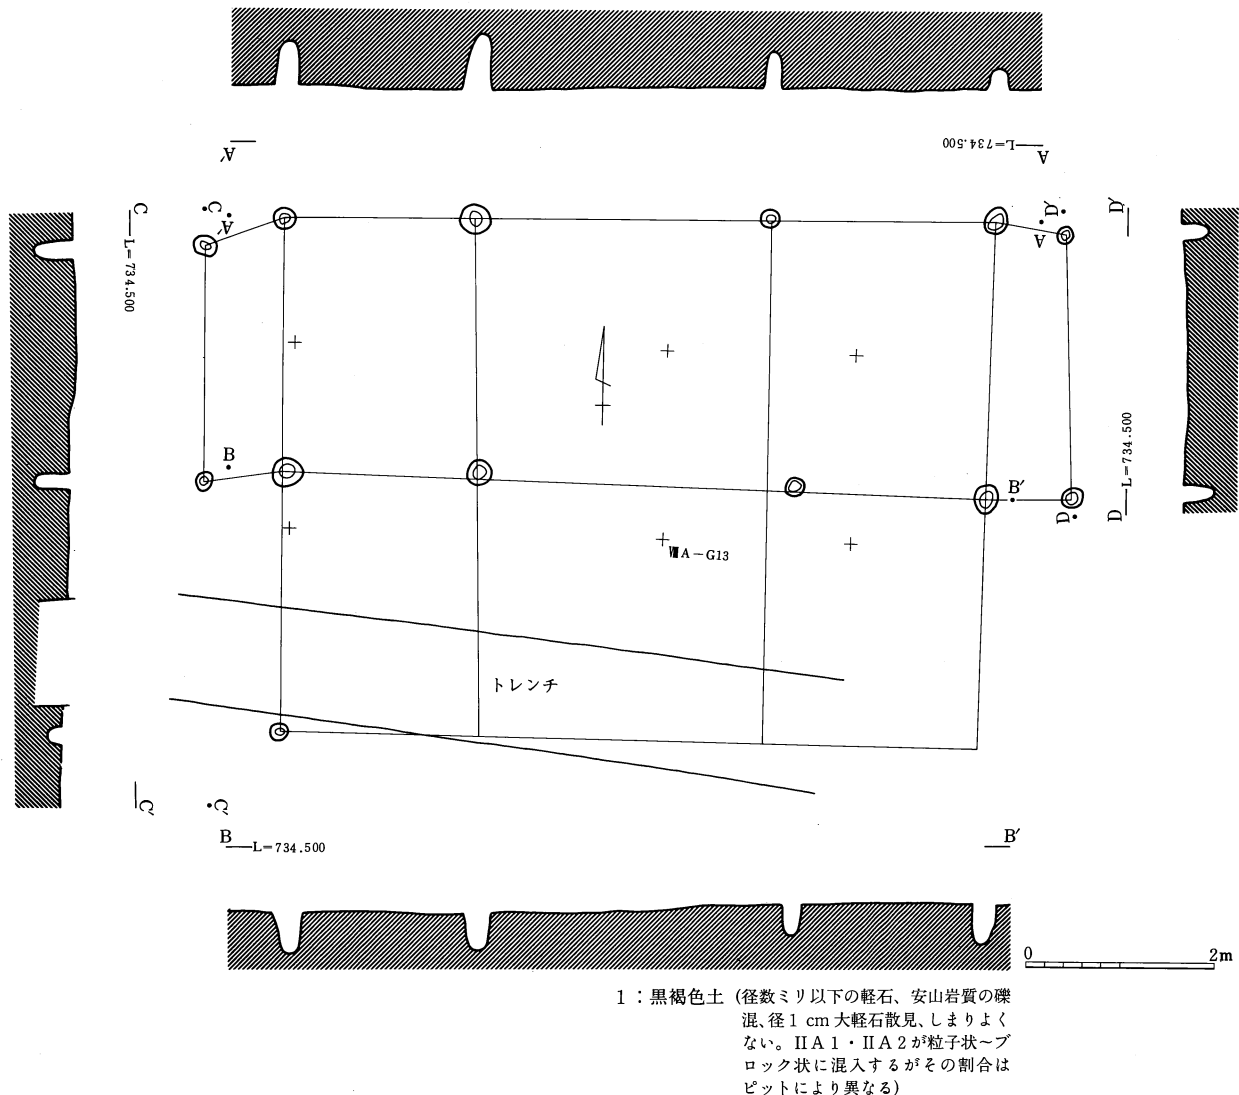 A′
L=734.500
A
C
L=734.500
C
A′
D′
A
D′
B
B′
L=734.500
D
D
A-G13
トレンチ
C′
C′
B
L=734.500
B′
0
2m
1：黒褐色土（径数ミリ以下の軽石、安山岩質の礫
混、径1cm大軽石散見、しまりよく
ない。ⅡA1・ⅡA2が粒子状～ブ
ロック状に混入するがその割合は
ピットにより異なる）